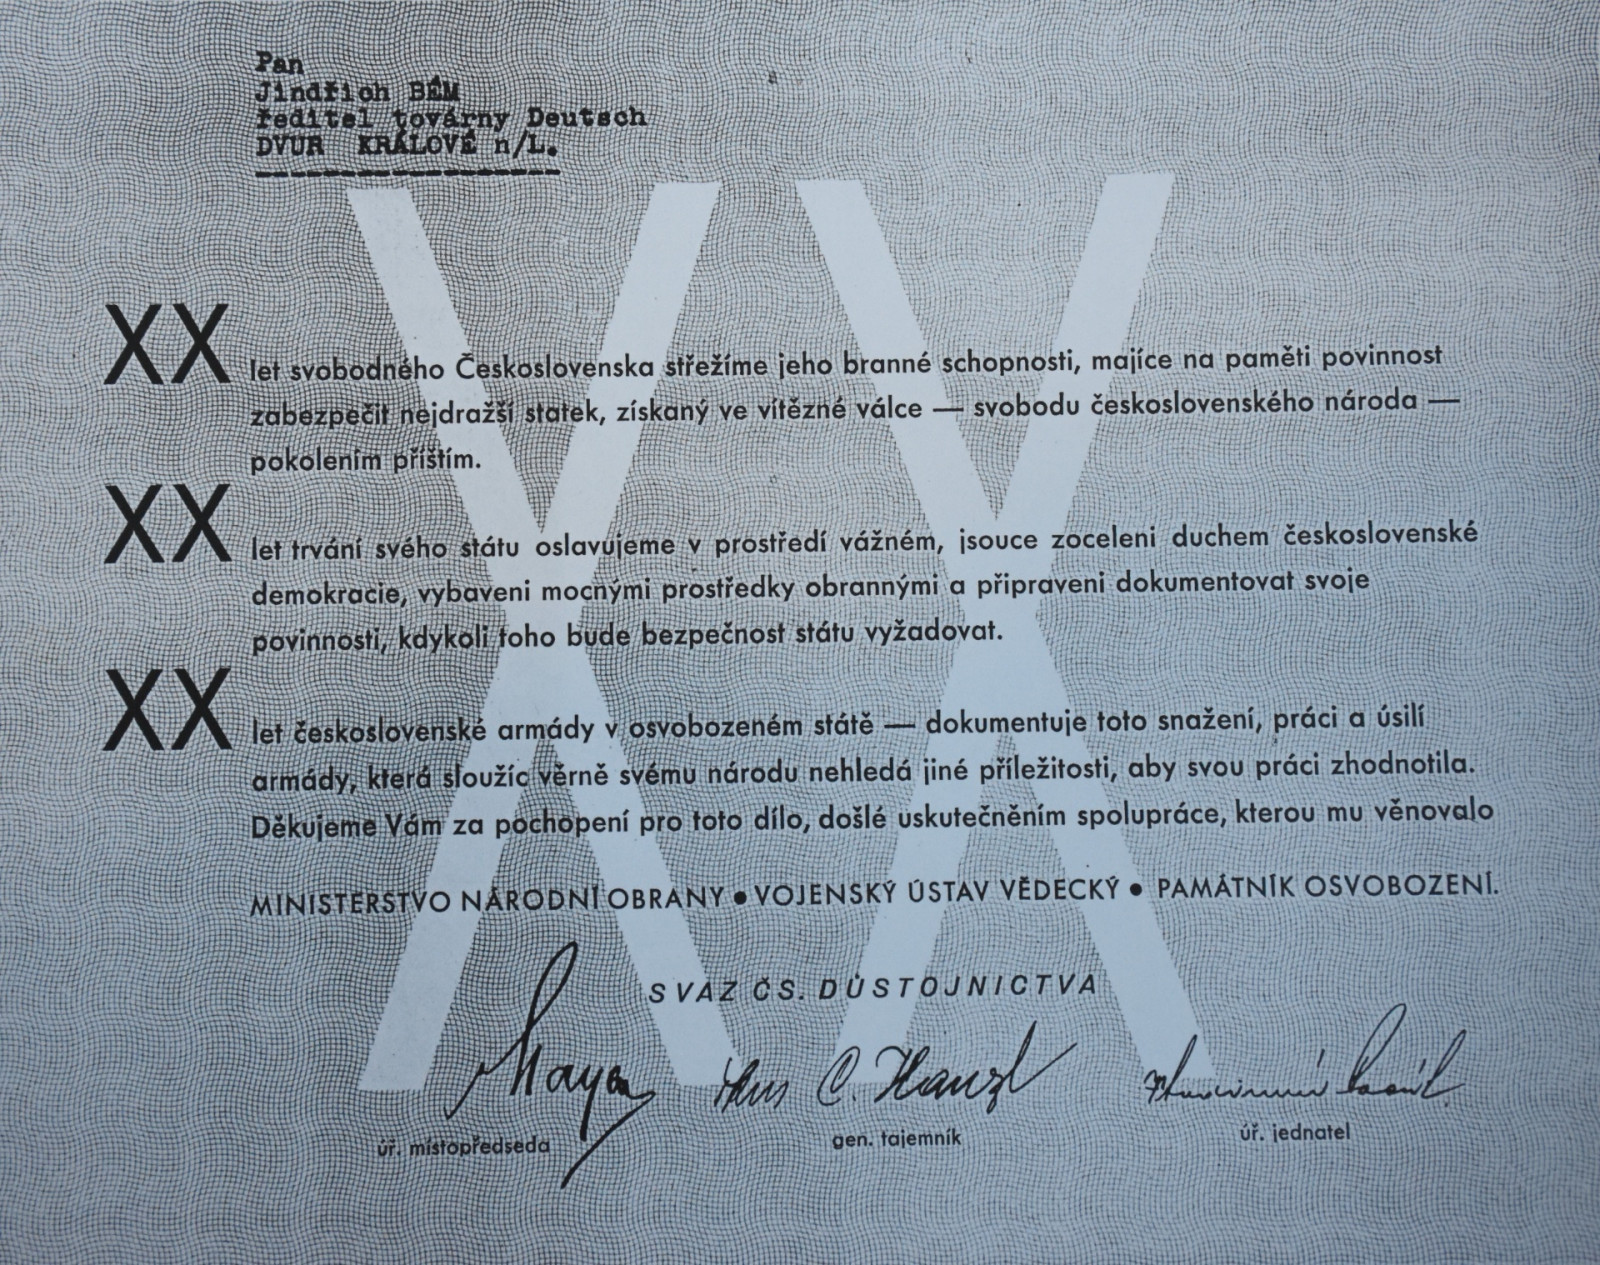 Pan
Jindřich BÉM
ředitel továrny Deutsch
DVUR KRÁLOVÉ n/L.
XX let svobodného Československa střežíme jeho branné schopnosti, majíce na paměti povinnost
zabezpečit nejdražší statek, získaný ve vítězné válce — svobodu československého národa —
pokolením příštím.
XX let trvání svého státu oslavujeme v prostředí vážném, jsouce zoceleni duchem československé
demokracie, vybaveni mocnými prostředky obrannými a připraveni dokumentovat svoje
povinnosti, kdykoli toho bude bezpečnost státu vyžadovat.
XX let československé armády v osvobozeném státě — dokumentuje toto snažení, práci a úsilí
armády, která sloužíc věrně svému národu nehledá jiné příležitosti, aby svou práci zhodnotila.
Děkujeme Vám za pochopení pro toto dílo, došlé uskutečněním spolupráce, kterou mu věnovalo
MINISTERSTVO NÁRODNÍ OBRANY ● VOJENSKÝ ÚSTAV VĚDECKÝ ● PAMÁTNÍK OSVOBOZENÍ.
SVAZ ČS. DŮSTOJNICTVA
úř. místopředseda gen. tajemník úř. jednatel